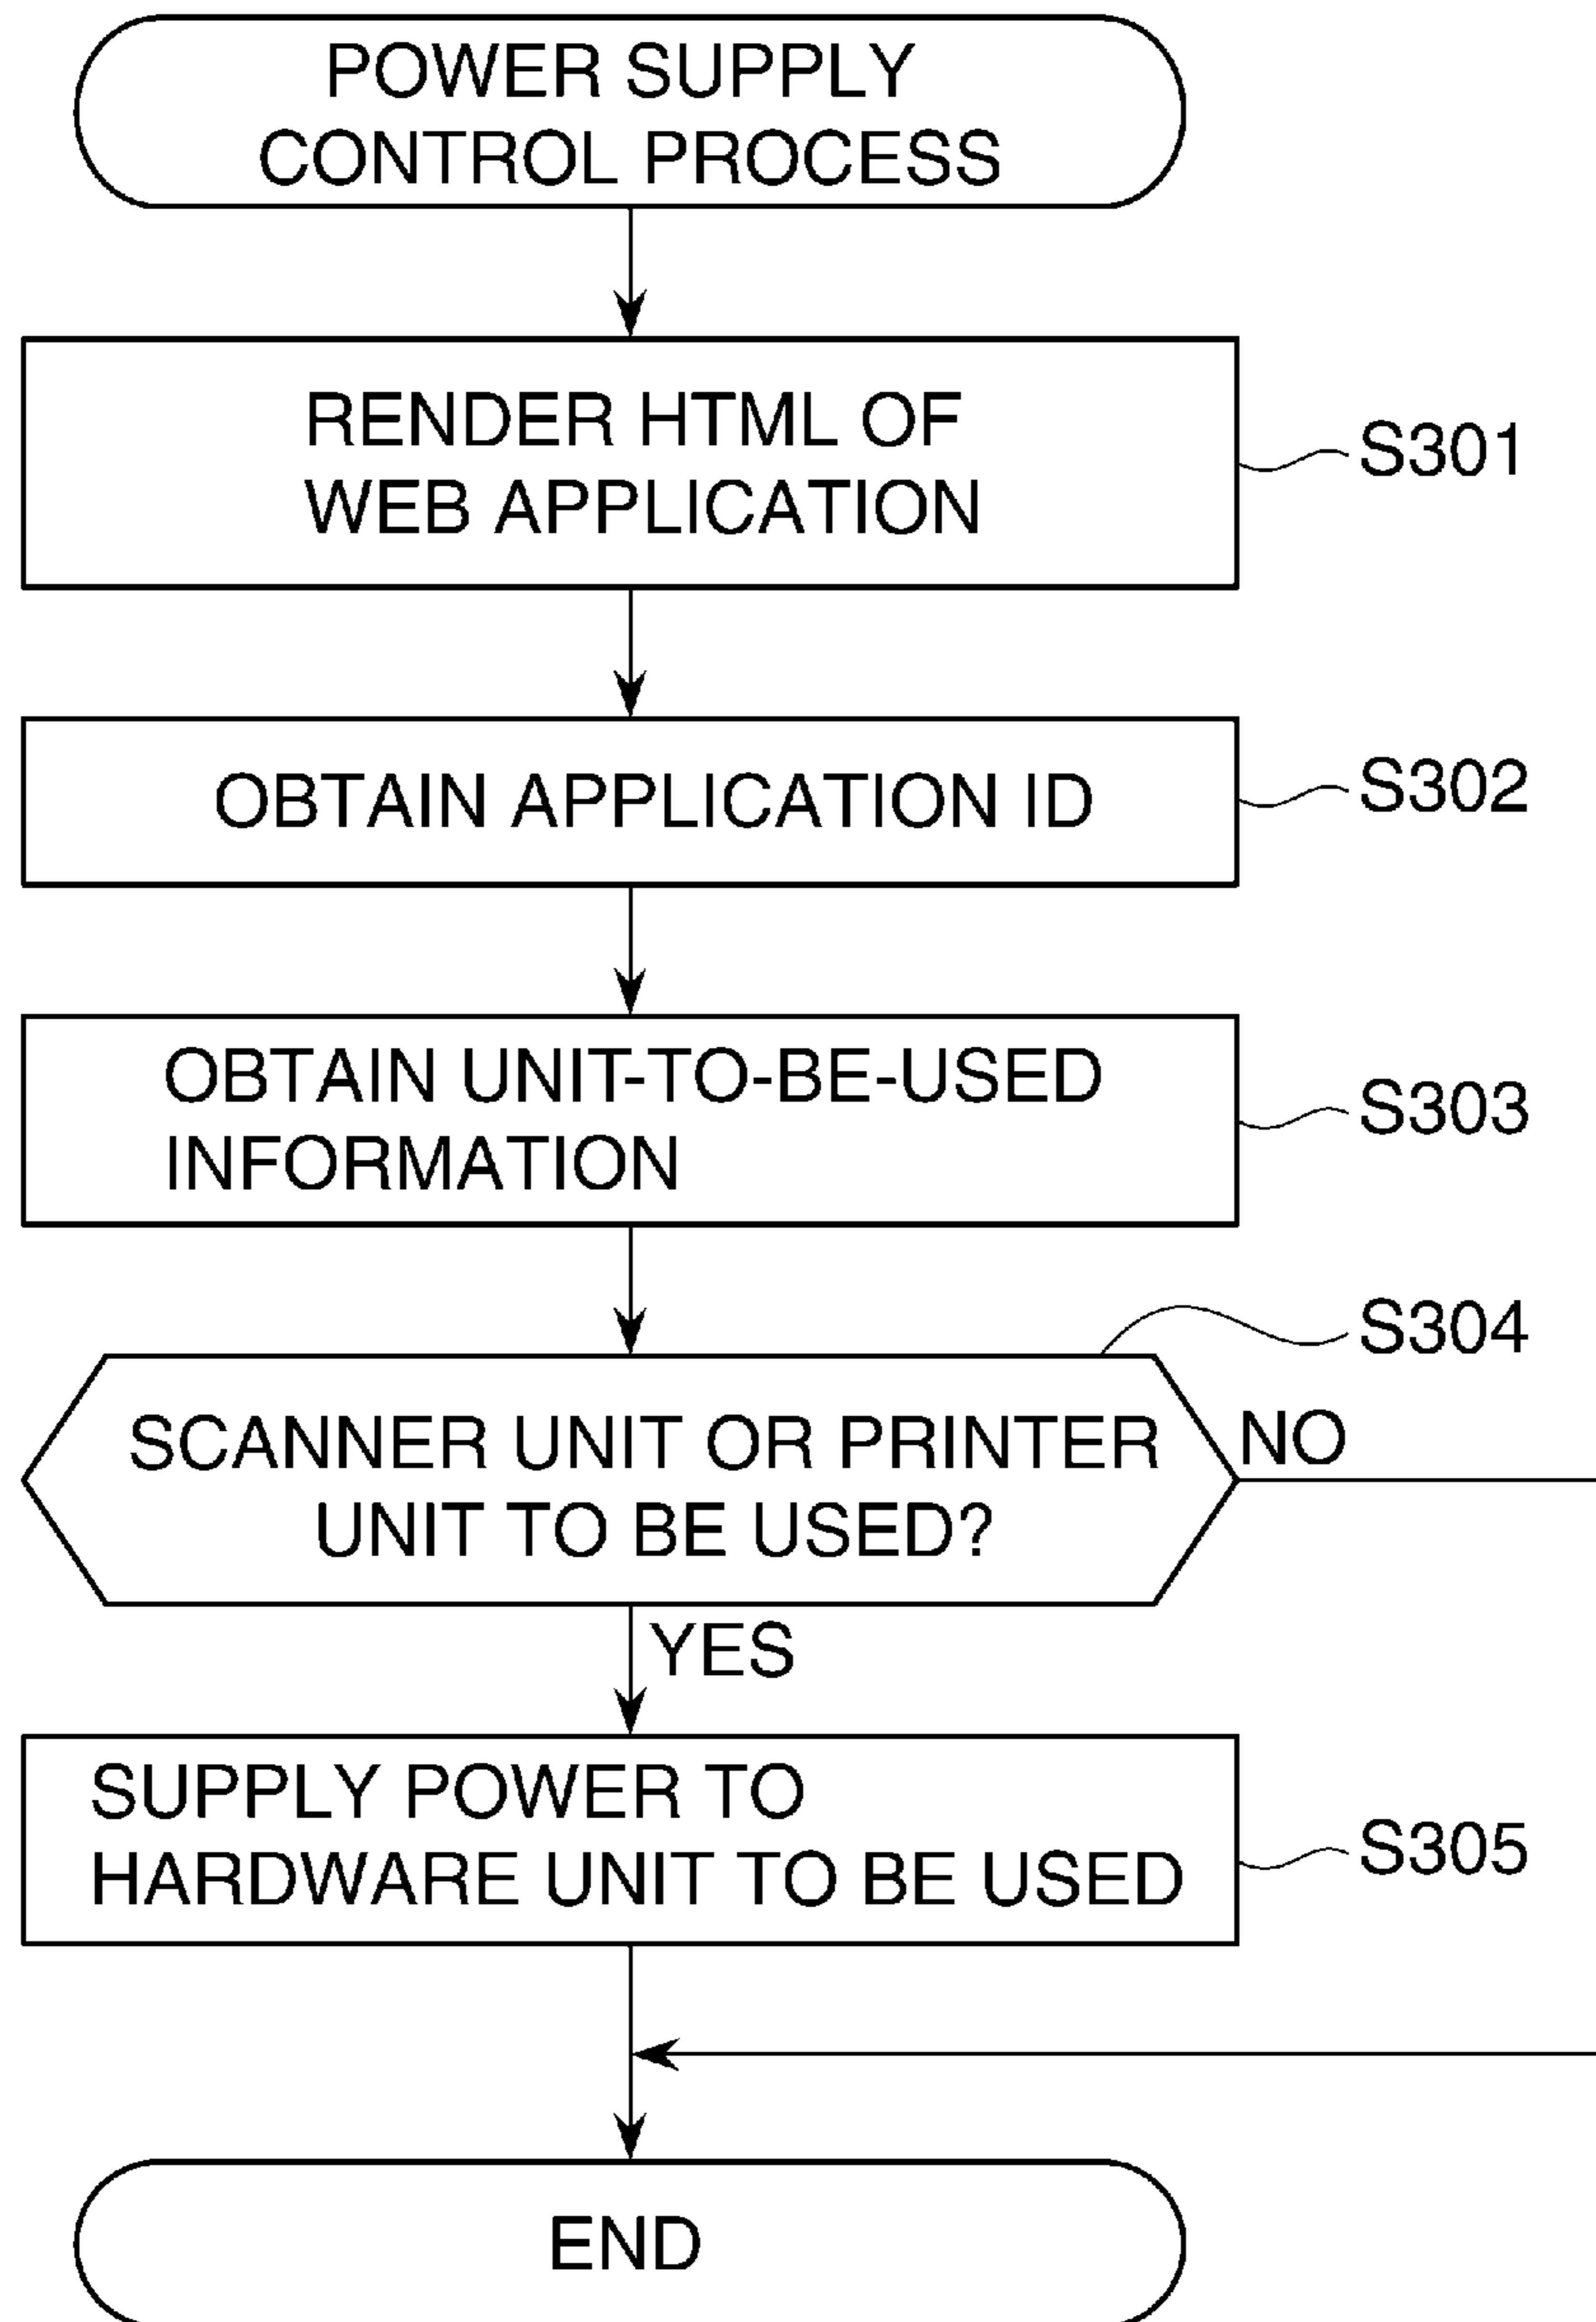 POWER SUPPLY
CONTROL PROCESS
RENDER HTML OF
WEB APPLICATION
S301
OBTAIN APPLICATION ID
S302
OBTAIN UNIT-TO-BE-USED
INFORMATION
S303
S304
SCANNER UNIT OR PRINTER
UNIT TO BE USED?
NO
YES
SUPPLY POWER TO
HARDWARE UNIT TO BE USED
S305
END